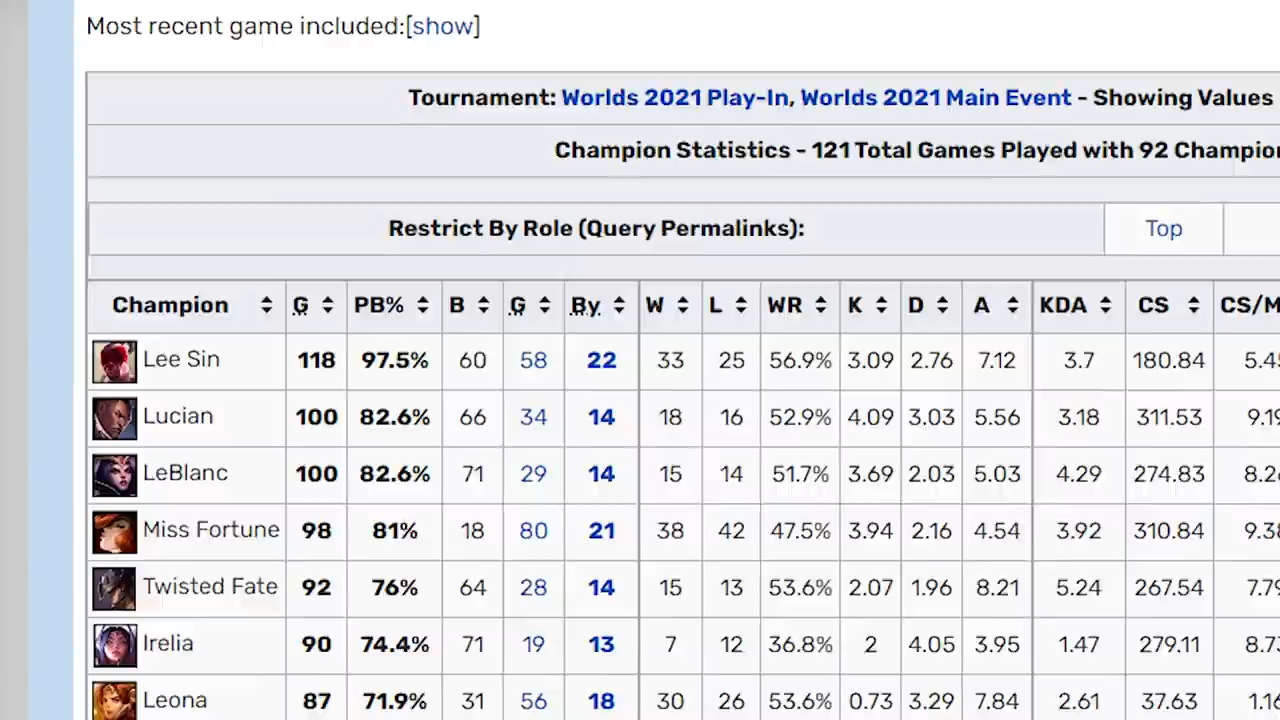 Most recent game included:[show]
Tournament: Worlds 2021 Play-In, Worlds 2021 Main Event - Showing Values
Champion Statistics - 121 Total Games Played with 92
Restrict By Role (Query Permalinks): Top
Champion G PB% B G By W L WR K D A KDA CS
Lee Sin 118 97.5% 60 58 22 33 25 56.9% 3.09 2.76 7.12 3.7 180.84
Lucian 100 82.6% 66 34 14 18 16 52.9% 4.09 3.03 5.56 3.18 311.53
LeBlanc 100 82.6% 71 29 14 15 14 51.7% 3.69 2.03 5.03 4.29 274.83
Miss Fortune 98 81% 18 80 21 38 42 47.5% 3.94 2.16 4.54 3.92 310.84
Twisted Fate 92 76% 64 28 14 15 13 53.6% 2.07 1.96 8.21 5.24 267.54
Irelia 90 74.4% 71 19 13 7 12 36.8% 2 4.05 3.95 1.47 279.11
Leona 87 71.9% 31 56 18 30 26 53.6% 0.73 3.29 7.84 2.61 37.63